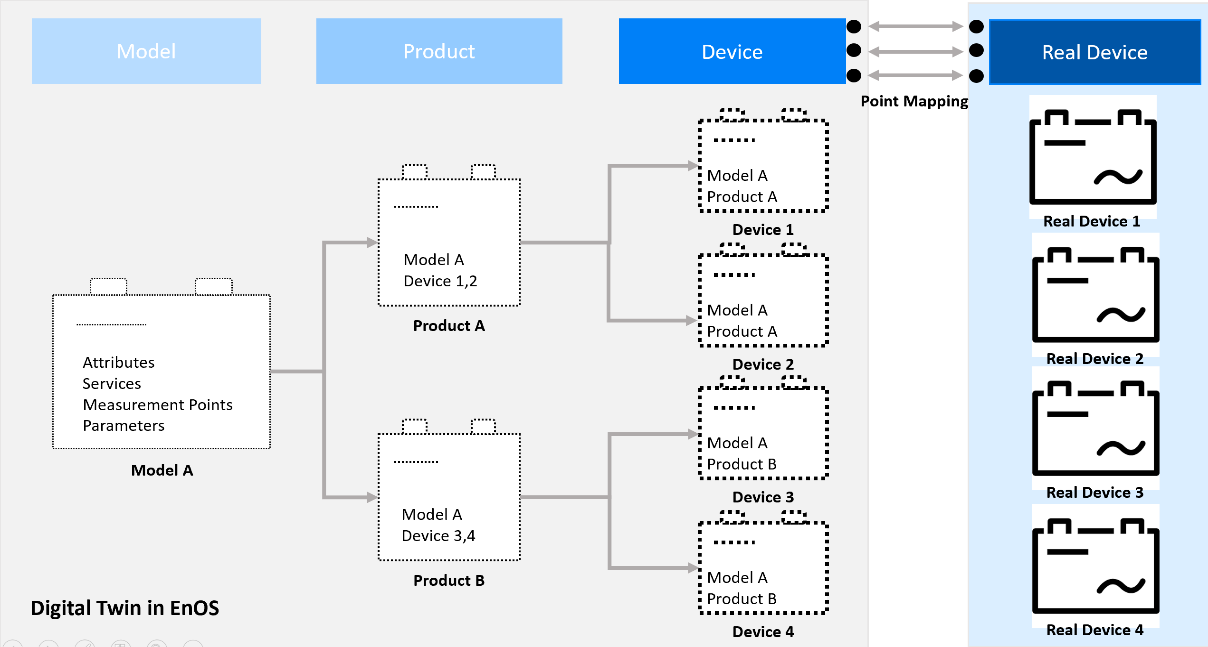 Model
Product
Device
Real Device
Point Mapping
Model A
Product A
Device 1
Real Device 1
Model A
Device 1,2
Product A
Model A
Product A
Device 2
Real Device 2
Attributes
Services
Measurement Points
Parameters
Model A
Model A
Product B
Device 3
Real Device 3
Model A
Device 3,4
Product B
Model A
Product B
Device 4
Real Device 4
Digital Twin in EnOS